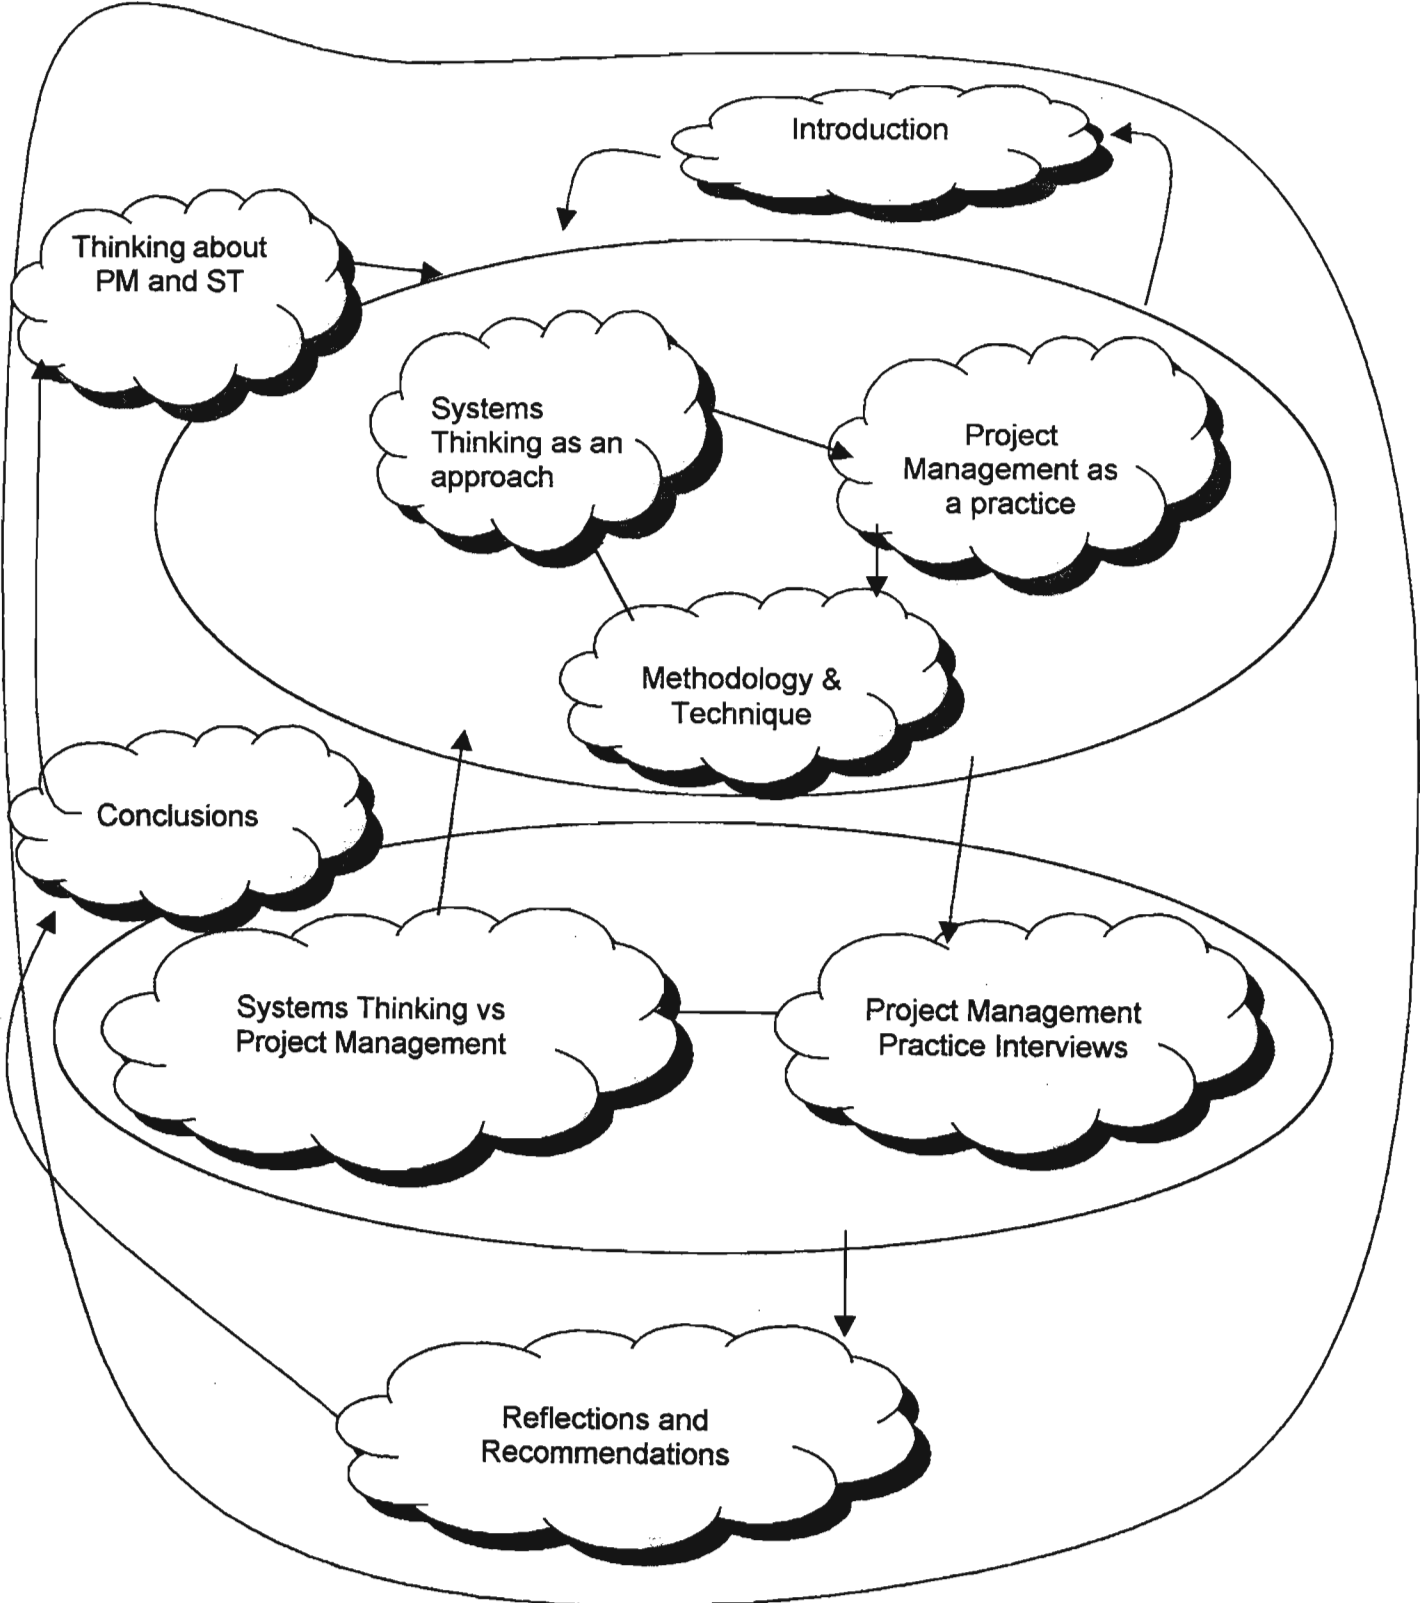 Introduction
Thinking about
PM and ST
Systems
Thinking as an
approach
Project
Management as
a practice
Methodology &
Technique
Conclusions
Systems Thinking vs
Project Management
Project Management
Practice Interviews
Reflections and
Recommendations